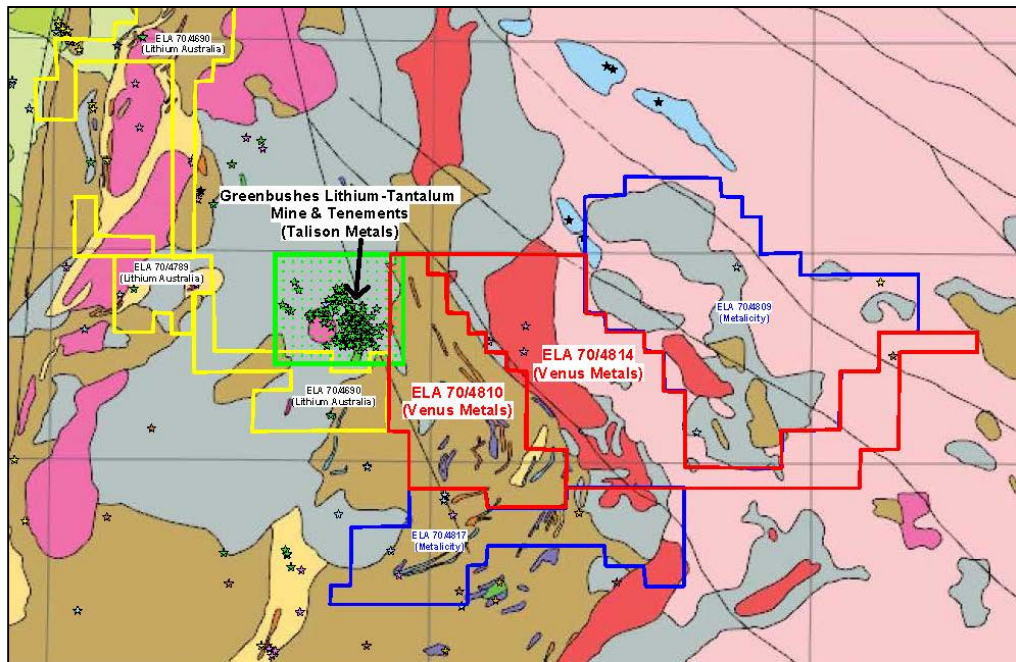 ELA 70/4690
(Lithium Australia)
Greenbushes Lithium-Tantalum
Mine & Tenements
(Talison Metals)
ELA 70/4789
(Lithium Australia)
ELA 70/4809
(Metalicity)
ELA 70/4814
(Venus Metals)
ELA 70/4810
(Venus Metals)
ELA 70/4690
(Lithium Australia)
ELA 70/4817
(Metalicity)